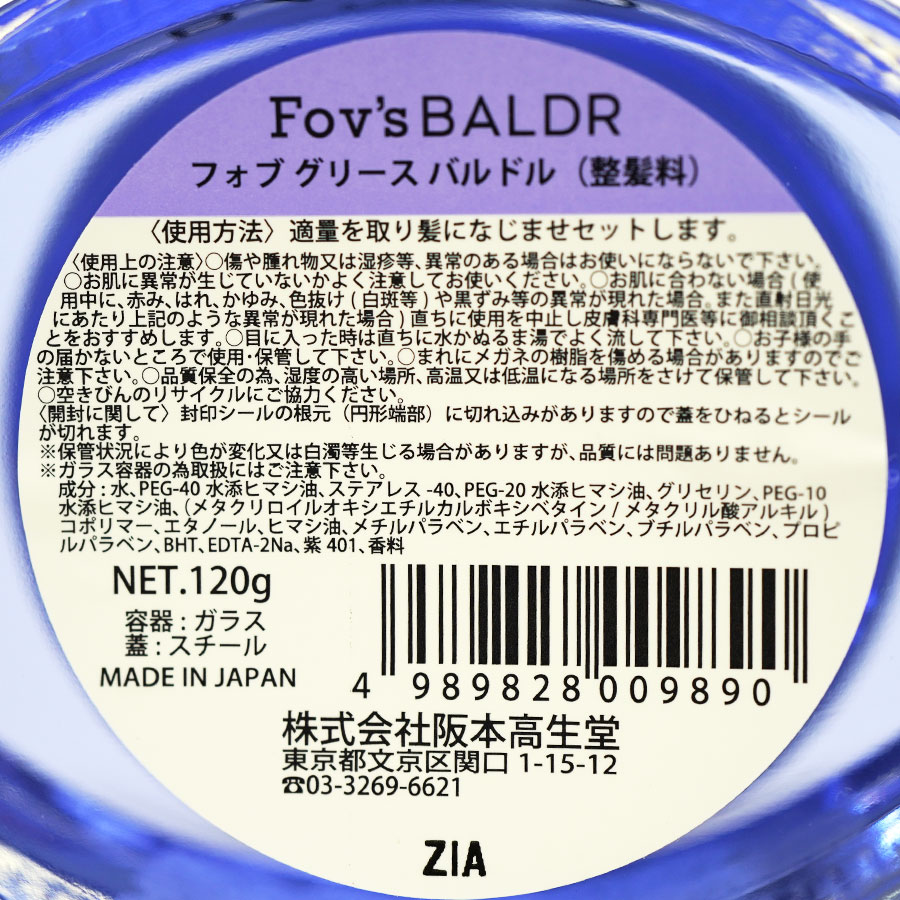 Fov's BALDR
フォブ グリース バルドル（整髪料）
〈使用方法〉適量を取り髪になじませセットします。
〈使用上の注意〉○傷や腫れ物又は湿疹等、異常のある場合はお使いにならないで下さい。
○お肌に異常が生じていないかよく注意してお使いください。○お肌に合わない場合(使
用中に、赤み、はれ、かゆみ、色抜け(白斑等)や黒ずみ等の異常が現れた場合。また直射日光
にあたり上記のような異常が現れた場合)直ちに使用を中止し皮膚科専門医等に御相談頂くこ
とをおすすめします。○目に入った時は直ちに水かぬるま湯でよく流して下さい。○お子様の手
の届かないところで使用・保管して下さい。○まれにメガネの樹脂を傷める場合がありますのでご
注意下さい。○品質保全の為、湿度の高い場所、高温又は低温になる場所をさけて保管して下さい。
○空きびんのリサイクルにご協力ください。
〈開封に関して〉封印シールの根元（円形端部）に切れ込みがありますので蓋をひねるとシール
が切れます。
※保管状況により色が変化又は白濁等生じる場合がありますが、品質には問題ありません。
※ガラス容器の為取扱にはご注意下さい。
成分：水、PEG-40 水添ヒマシ油、ステアレス -40、PEG-20 水添ヒマシ油、グリセリン、PEG-10
水添ヒマシ油、(メタクリロイルオキシエチルカルボキシベタイン / メタクリル酸アルキル)
コポリマー、エタノール、ヒマシ油、メチルパラベン、エチルパラベン、ブチルパラベン、プロピ
ルパラベン、BHT、EDTA-2Na、紫 401、香料
NET.120g
容器：ガラス
蓋：スチール
MADE IN JAPAN
4 989828 009890
株式会社阪本高生堂
東京都文京区関口 1-15-12
☎03-3269-6621
ZIA